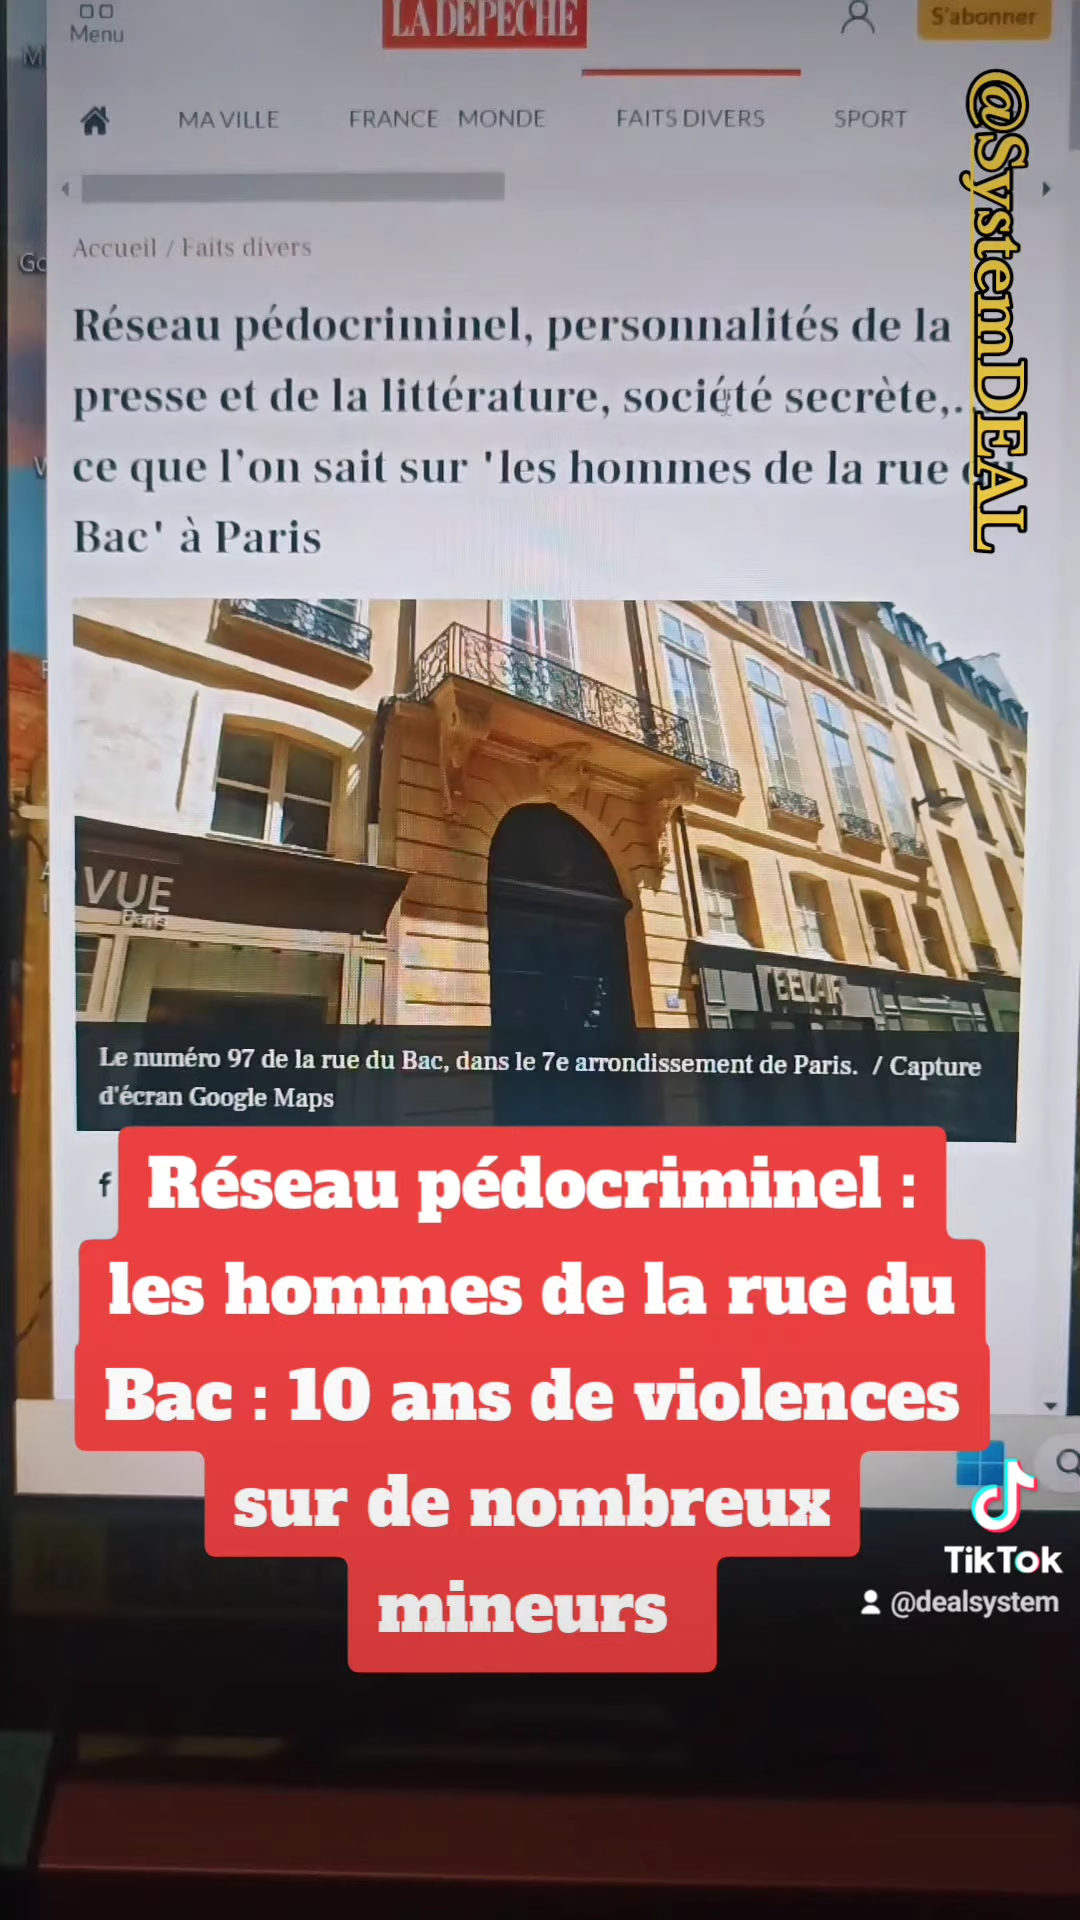 Menu
LA DEPECHE
S'abonner
MA VILLE
FRANCE MONDE
FAITS DIVERS
SPORT
@SystemDEAL
Accueil / Faits divers
Réseau pédocriminel, personnalités de la
presse et de la littérature, société secrète,..
ce que l’on sait sur 'les hommes de la rue
Bac' à Paris
VUE
Paris
BEL AIR
Le numéro 97 de la rue du Bac, dans le 7e arrondissement de Paris. / Capture
d'écran Google Maps
Réseau pédocriminel :
les hommes de la rue du
Bac : 10 ans de violences
sur de nombreux
mineurs
TikTok
@dealsystem